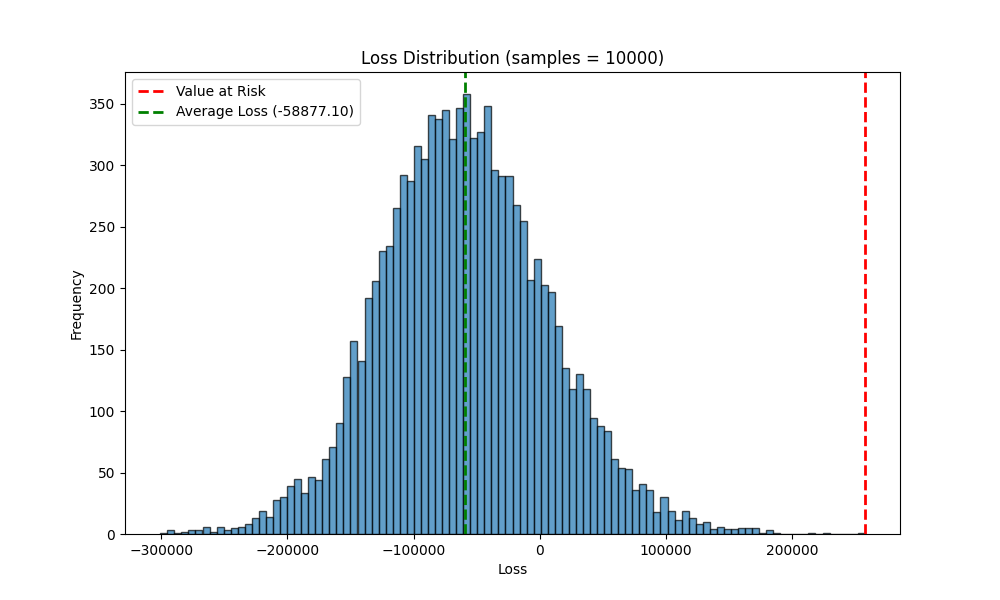 Loss Distribution (samples = 10000)
Value at Risk
Average Loss (-58877.10)
Frequency
350
300
250
200
150
100
50
0
−300000 −200000 −100000 0 100000 200000
Loss